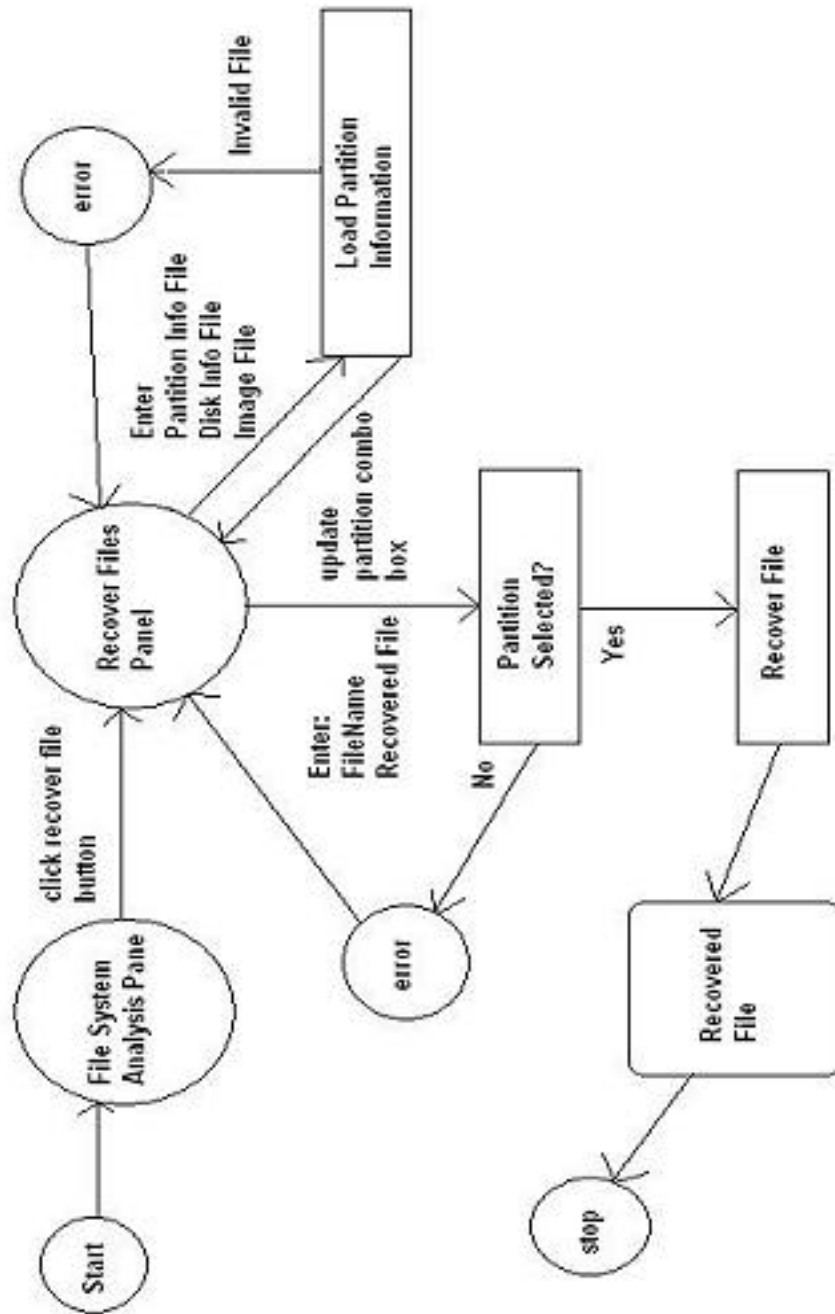 Start
File System
Analysis Pane
click recover file
button
Recover Files
Panel
Enter
Partition Info File
Disk Info File
Image File
error
Invalid File
Load Partition
Information
update
partition combo
box
Enter:
FileName
Recovered File
error
No
Partition
Selected?
Yes
Recover File
Recovered
File
stop